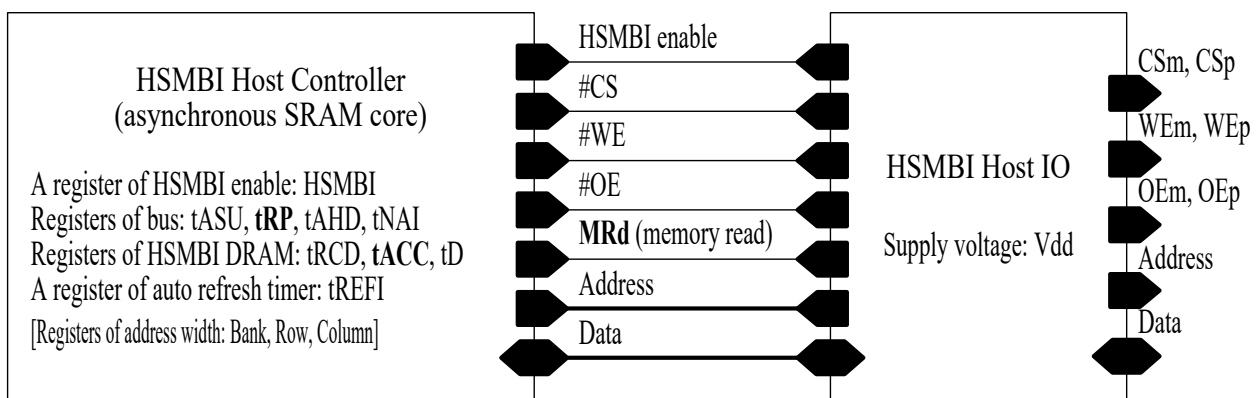 HSMBI Host Controller
(asynchronous SRAM core)
A register of HSMBI enable: HSMBI
Registers of bus: tASU, tRP, tAHD, tNAI
Registers of HSMBI DRAM: tRCD, tACC, tD
A register of auto refresh timer: tREFI
[Registers of address width: Bank, Row, Column]
HSMBI enable
#CS
#WE
#OE
MRd (memory read)
Address
Data
HSMBI Host IO
Supply voltage: Vdd
CSm, CSp
WEm, WEp
OEm, OEp
Address
Data